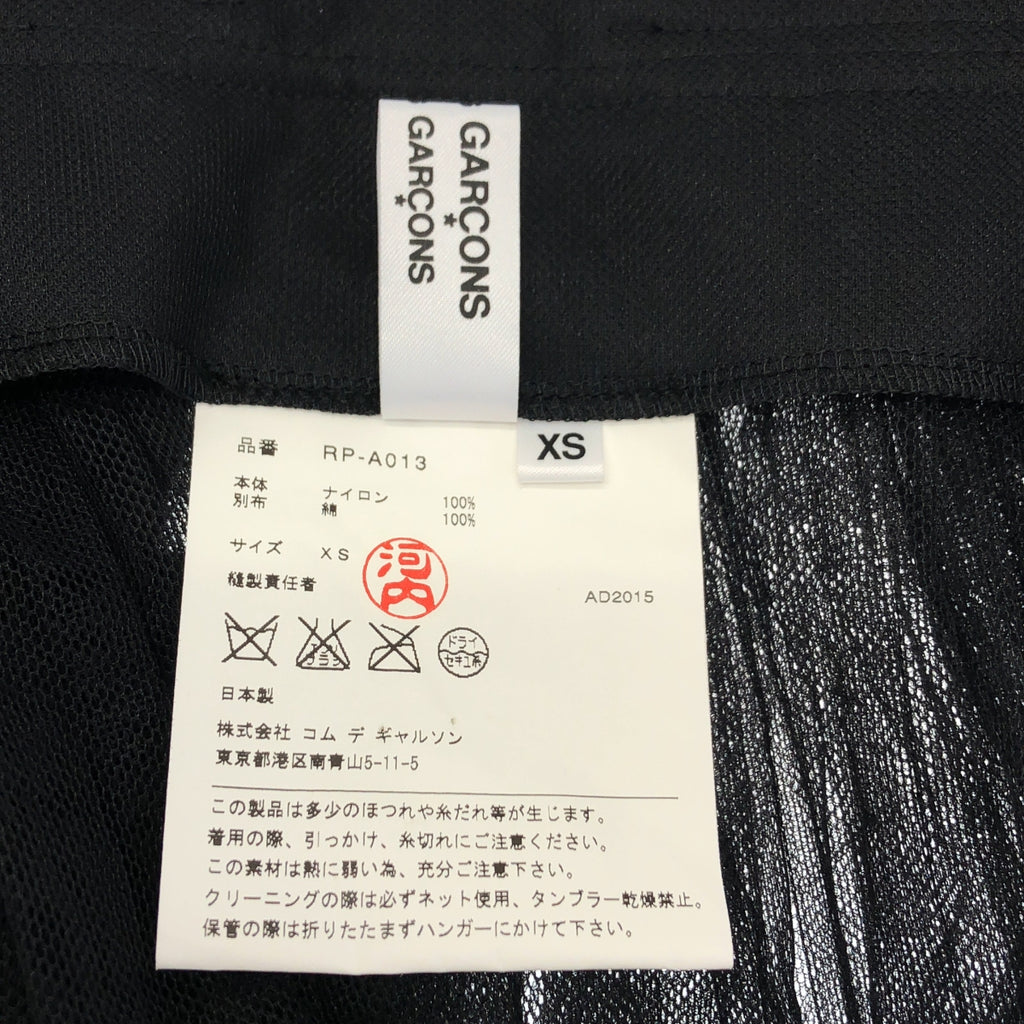 GARÇONS
GARÇONS
XS
品番 RP-A013
本体 ナイロン 100%
別布 綿 100%
サイズ XS
縫製責任者 河内
AD2015
ドライ
セキユ系
日本製
株式会社 コム デ ギャルソン
東京都港区南青山5-11-5
この製品は多少のほつれや糸だれ等が生じます。
着用の際、引っかけ、糸切れにご注意ください。
この素材は熱に弱い為、充分ご注意下さい。
クリーニングの際は必ずネット使用、タンブラー乾燥禁止。
保管の際は折りたたまずハンガーにかけて下さい。